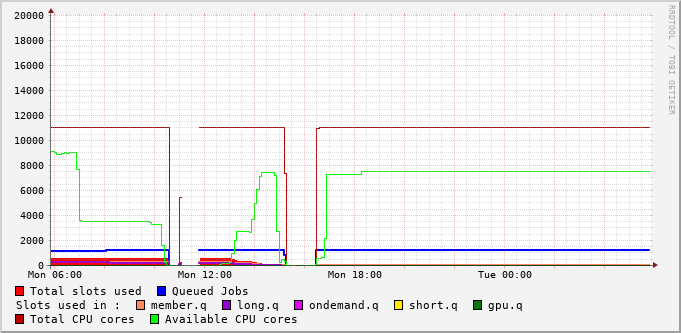 RRDTOOL / TOBI OETIKER
20000
18000
16000
14000
12000
10000
8000
6000
4000
2000
0
Mon 06:00 Mon 12:00 Mon 18:00 Tue 00:00
Total slots used Queued Jobs
Slots used in : member.q long.q ondemand.q short.q gpu.q
Total CPU cores Available CPU cores